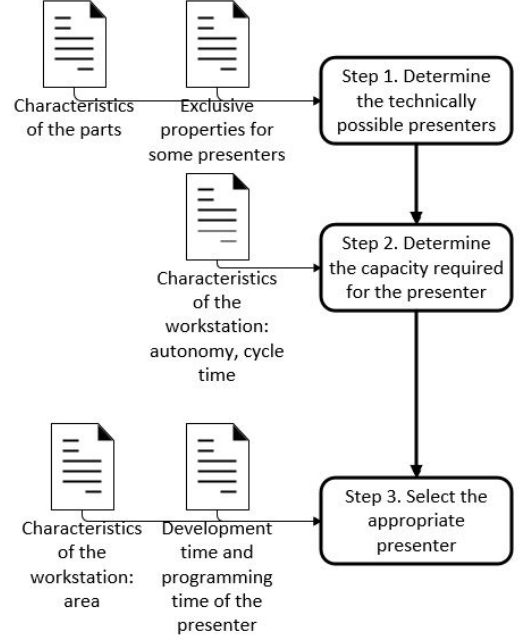 Characteristics
of the parts
Exclusive
properties for
some presenters
Step 1. Determine
the technically
possible presenters
Characteristics
of the
workstation:
autonomy, cycle
time
Step 2. Determine
the capacity required
for the presenter
Characteristics
of the
workstation:
area
Development
time and
programming
time of the
presenter
Step 3. Select the
appropriate
presenter